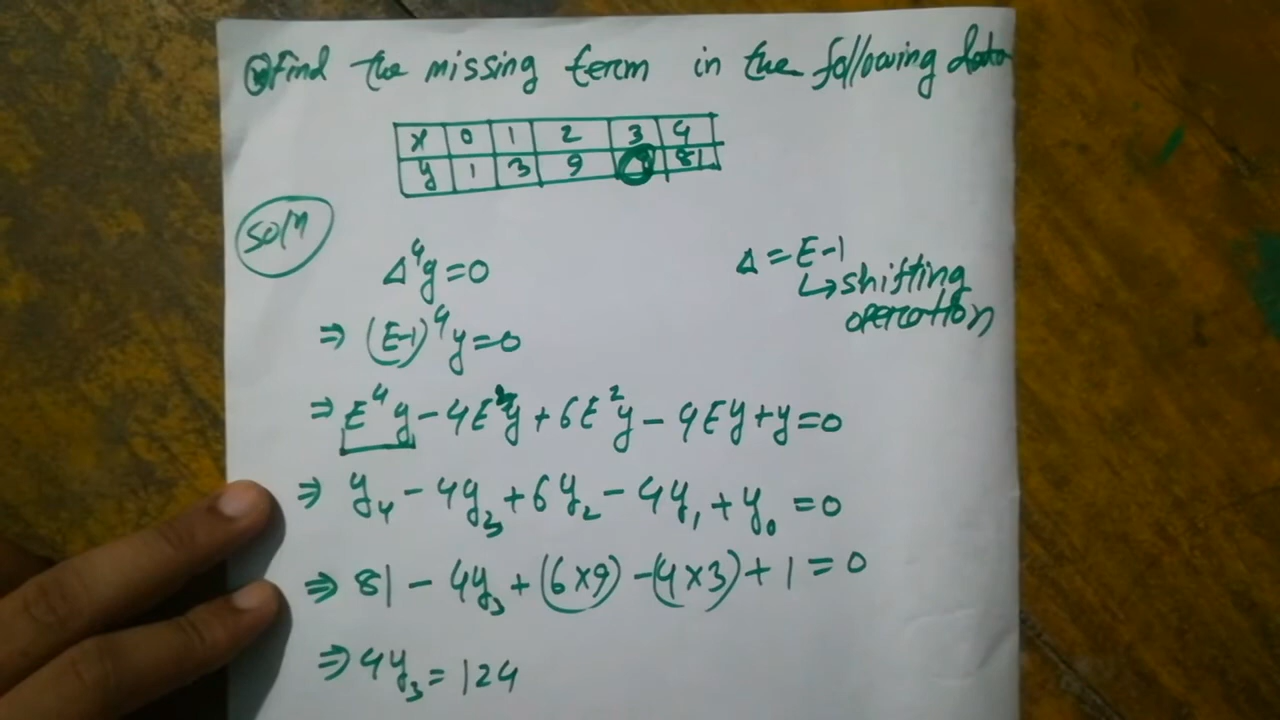 Find the missing term in the following data
x 0 1 2 3 4
y 1 3 9 81
Soln
Δ⁴y=0
Δ=E-1
↳ shifting
operation
⇒ (E-1)⁴y=0
⇒ E⁴y-4E³y+6E²y-4Ey+y=0
⇒ y₄-4y₃+6y₂-4y₁+y₀=0
⇒ 81-4y₃+(6×9)-(4×3)+1=0
⇒ 4y₃=124